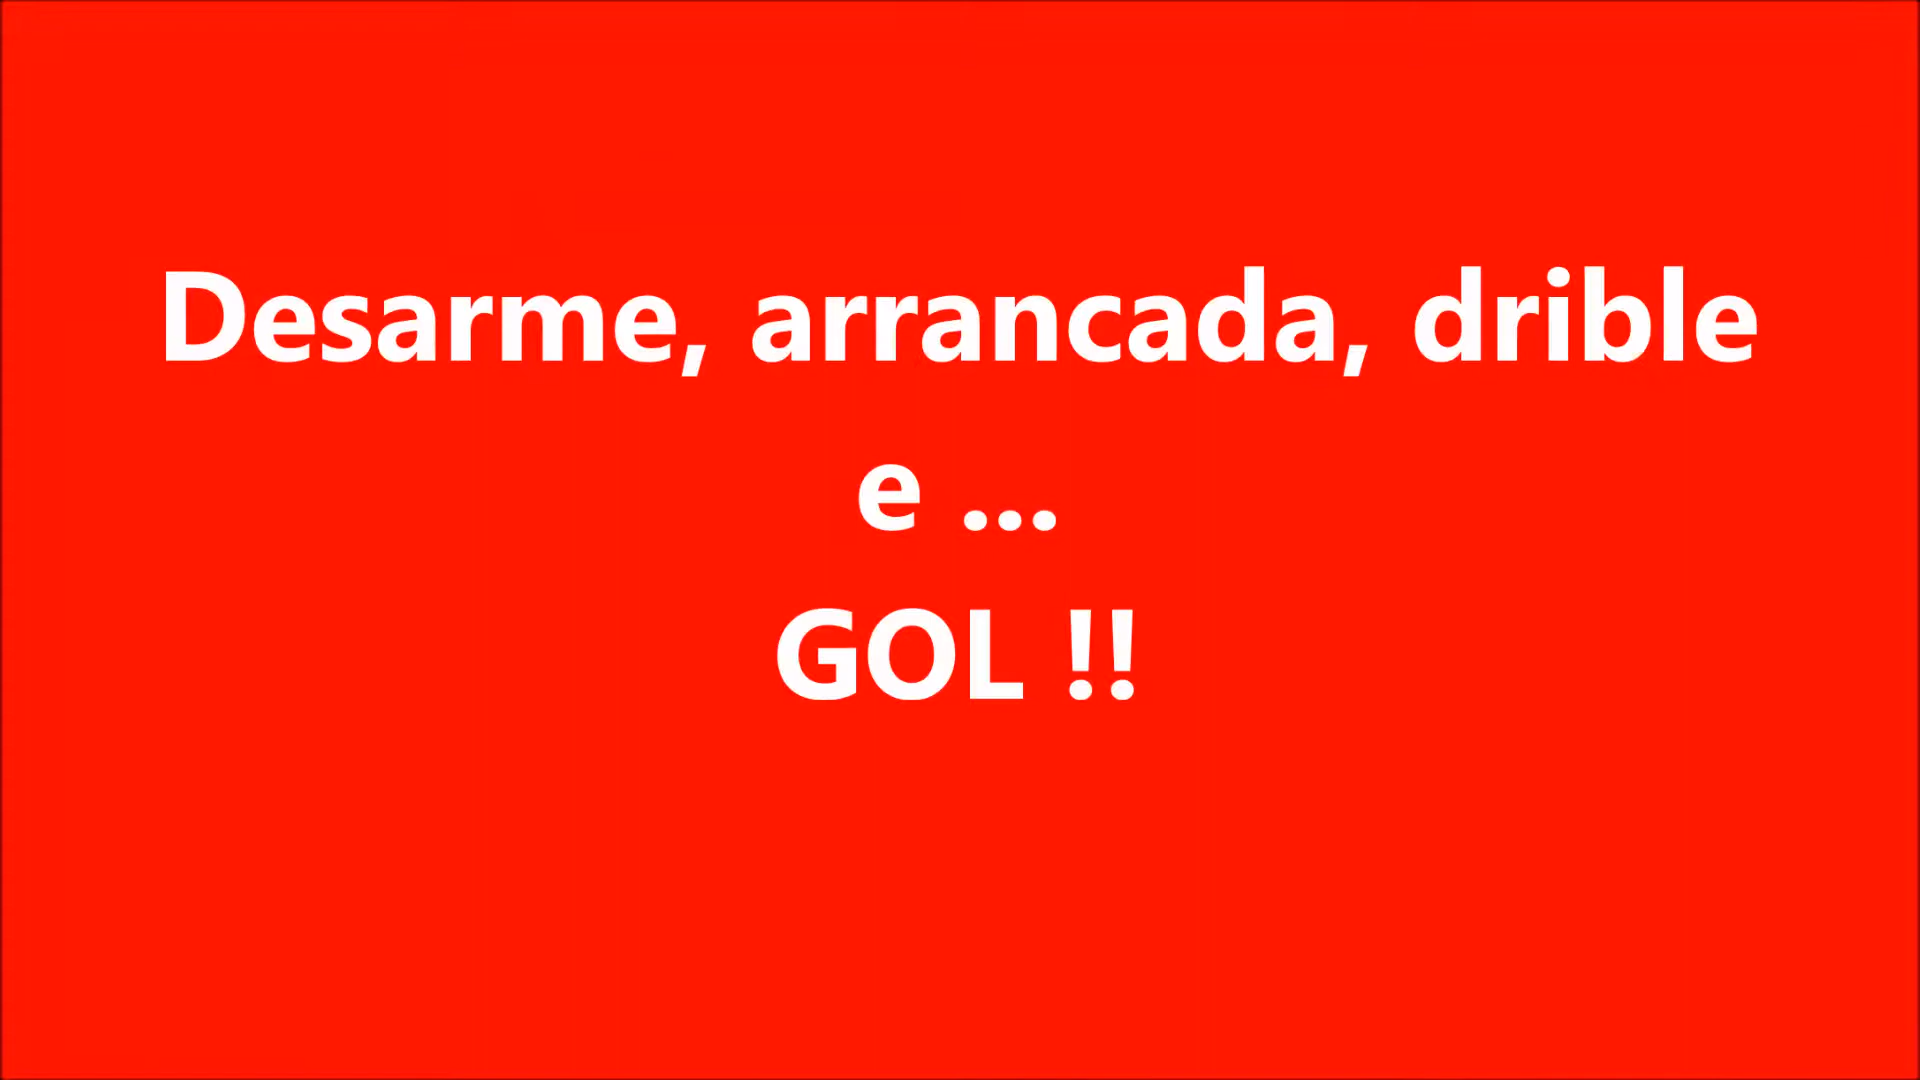 Desarme, arrancada, drible
e ...
GOL !!